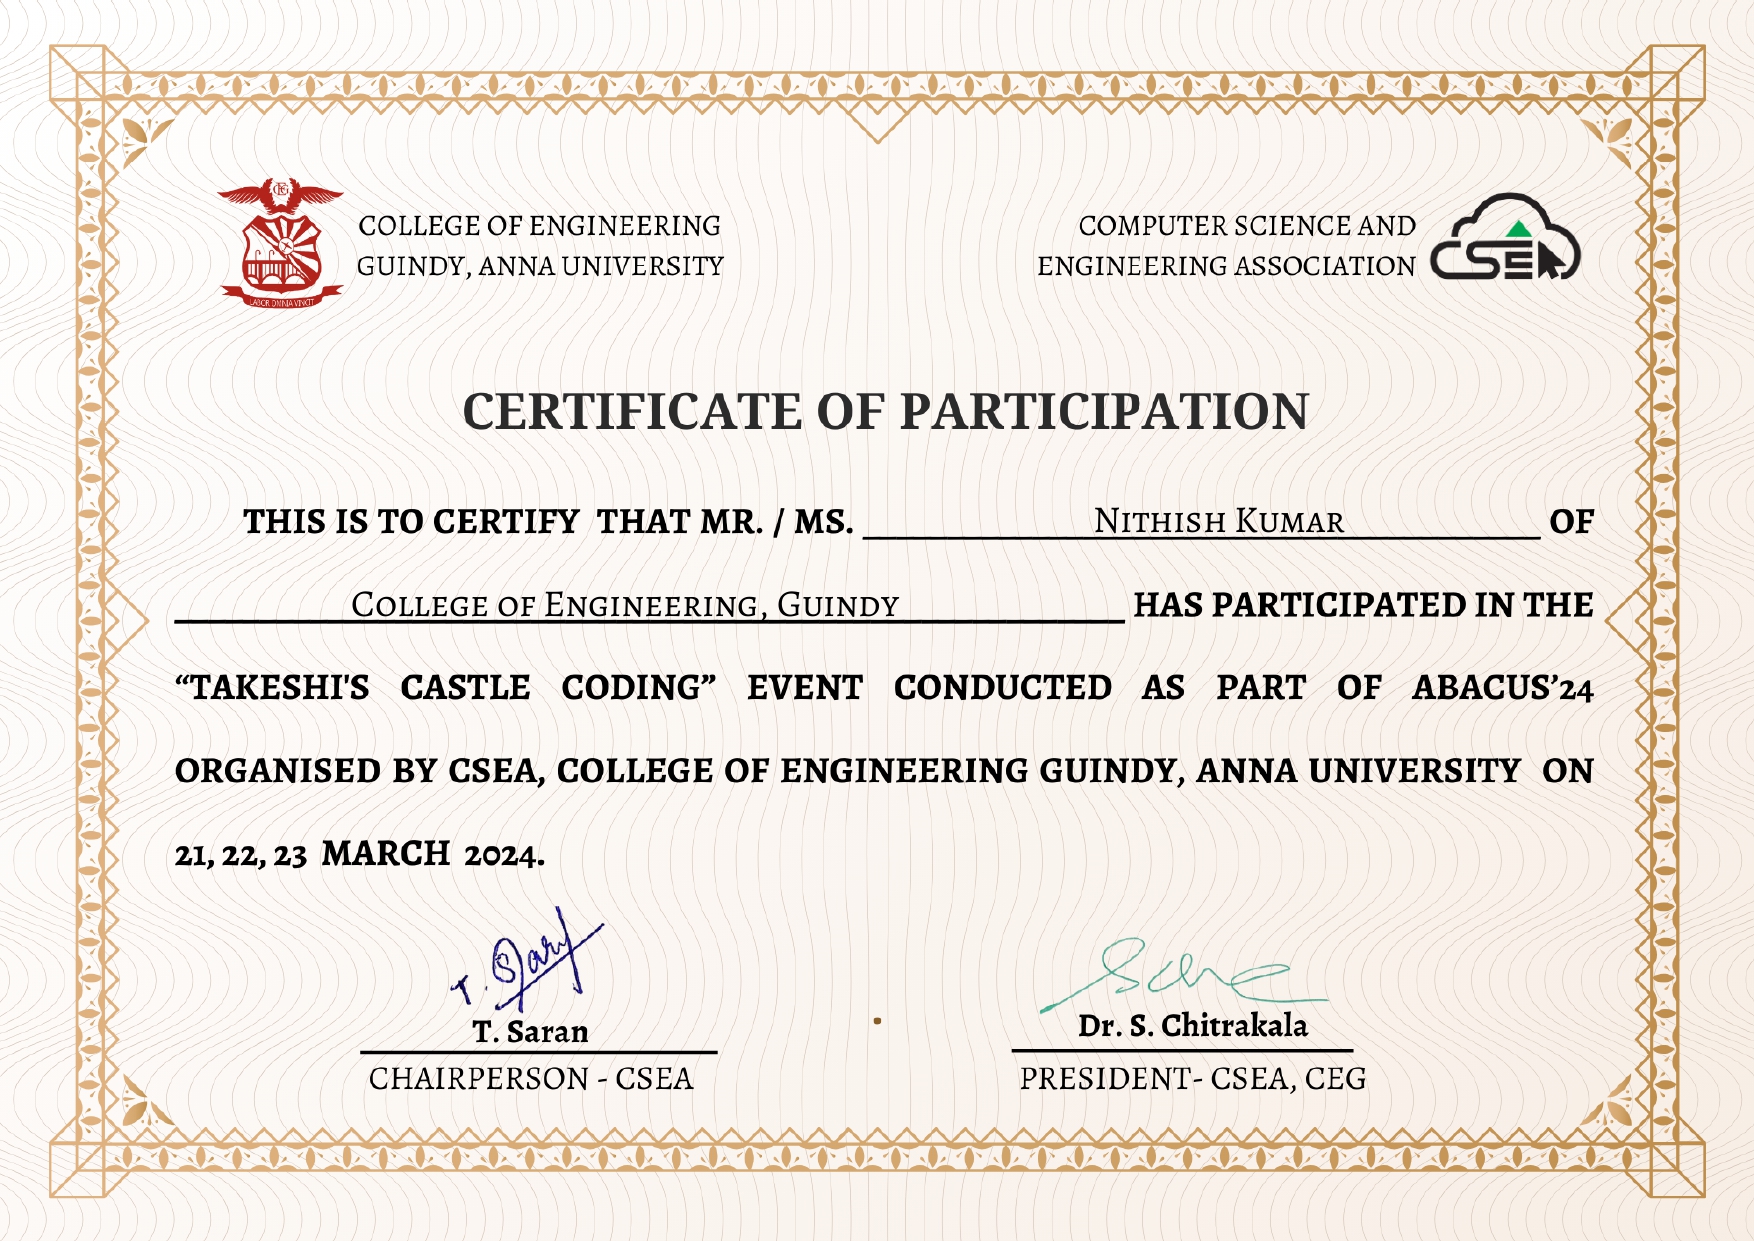 CEG
LABOR OMNIA VINCIT
COLLEGE OF ENGINEERING
GUINDY, ANNA UNIVERSITY
COMPUTER SCIENCE AND
ENGINEERING ASSOCIATION
CSEA
CERTIFICATE OF PARTICIPATION
THIS IS TO CERTIFY THAT MR. / MS. Nithish Kumar OF
College of Engineering, Guindy HAS PARTICIPATED IN THE
“TAKESHI'S CASTLE CODING” EVENT CONDUCTED AS PART OF ABACUS’24
ORGANISED BY CSEA, COLLEGE OF ENGINEERING GUINDY, ANNA UNIVERSITY ON
21, 22, 23 MARCH 2024.
T. Saran
T. Saran
CHAIRPERSON - CSEA
Dr. S. Chitrakala
PRESIDENT- CSEA, CEG